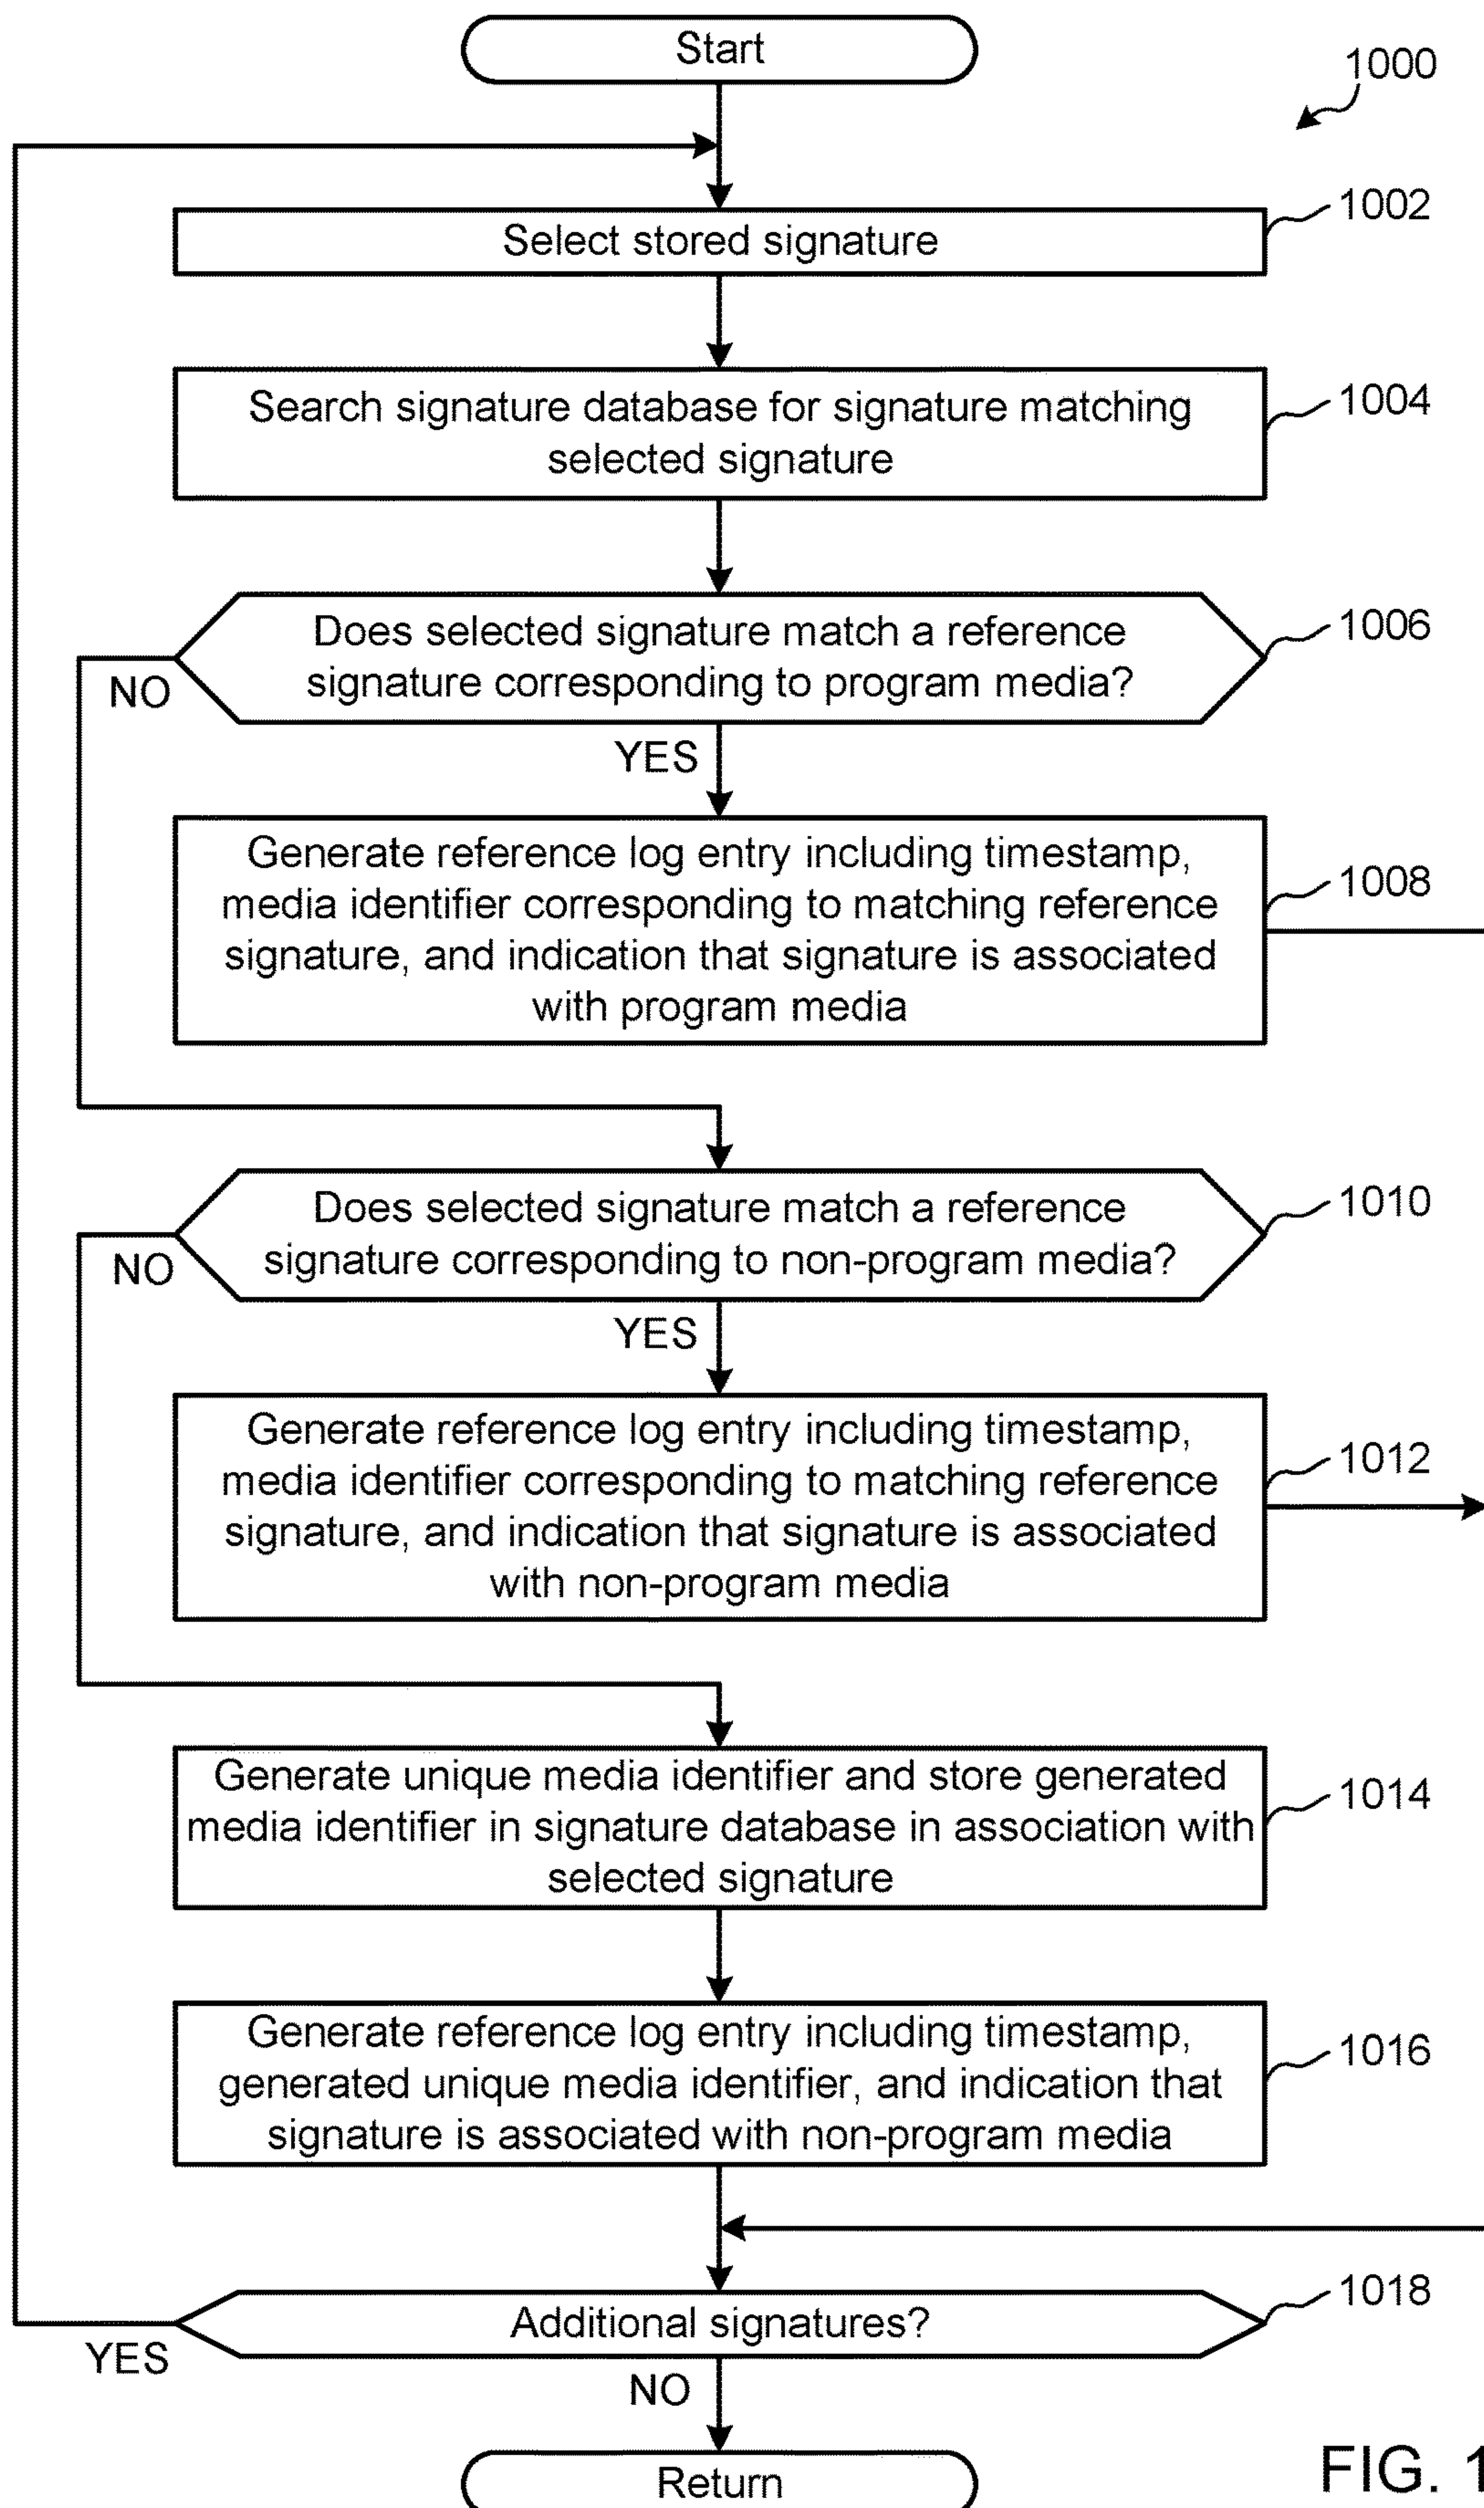 Start
1000
Select stored signature
1002
Search signature database for signature matching
selected signature
1004
Does selected signature match a reference
signature corresponding to program media?
1006
NO
YES
Generate reference log entry including timestamp,
media identifier corresponding to matching reference
signature, and indication that signature is associated
with program media
1008
Does selected signature match a reference
signature corresponding to non-program media?
1010
NO
YES
Generate reference log entry including timestamp,
media identifier corresponding to matching reference
signature, and indication that signature is associated
with non-program media
1012
Generate unique media identifier and store generated
media identifier in signature database in association with
selected signature
1014
Generate reference log entry including timestamp,
generated unique media identifier, and indication that
signature is associated with non-program media
1016
Additional signatures?
1018
YES
NO
Return
FIG. 1